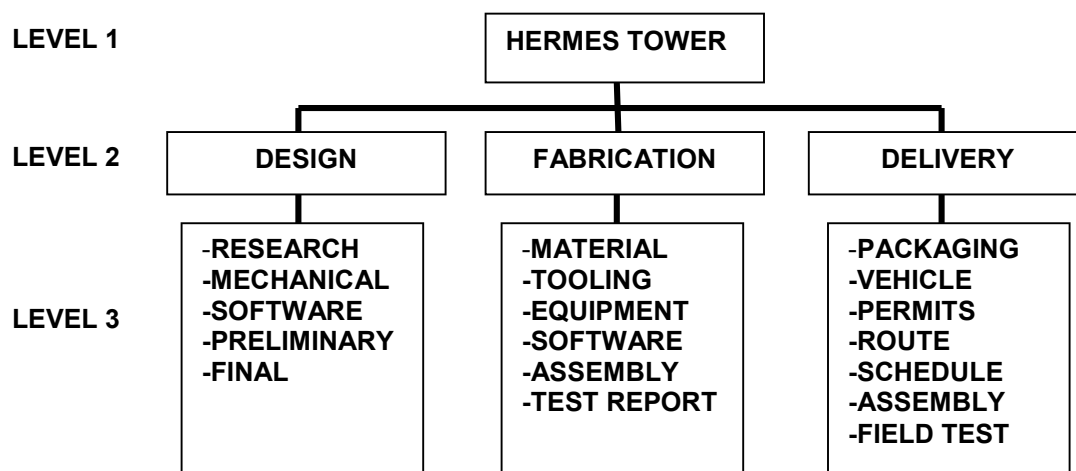 LEVEL 1
HERMES TOWER
LEVEL 2
DESIGN
FABRICATION
DELIVERY
LEVEL 3
-RESEARCH
-MECHANICAL
-SOFTWARE
-PRELIMINARY
-FINAL
-MATERIAL
-TOOLING
-EQUIPMENT
-SOFTWARE
-ASSEMBLY
-TEST REPORT
-PACKAGING
-VEHICLE
-PERMITS
-ROUTE
-SCHEDULE
-ASSEMBLY
-FIELD TEST